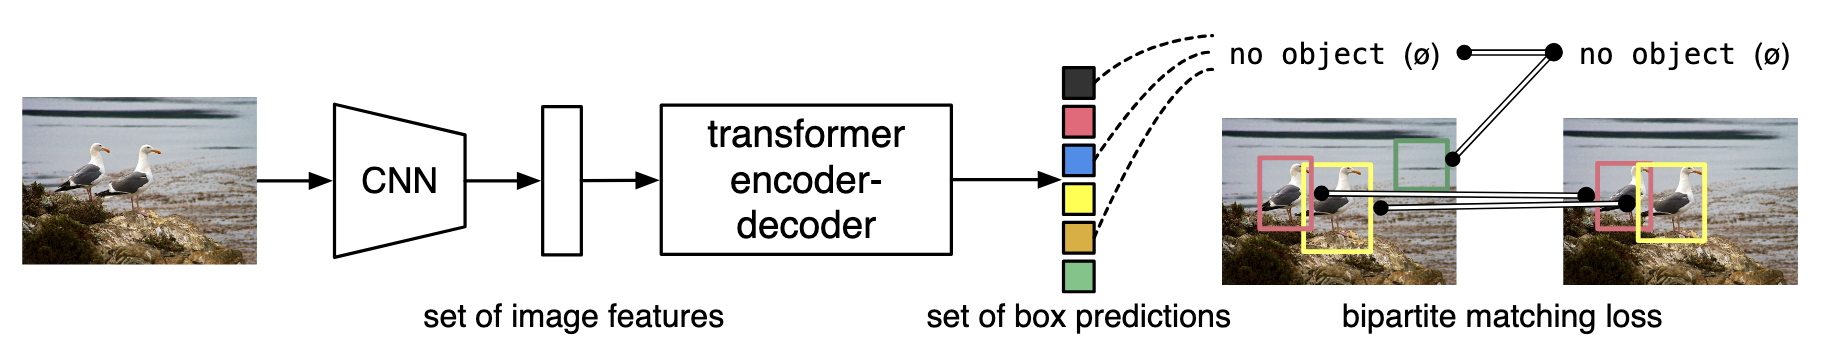 no object (ø)
no object (ø)
CNN
transformer
encoder-
decoder
set of image features
set of box predictions
bipartite matching loss